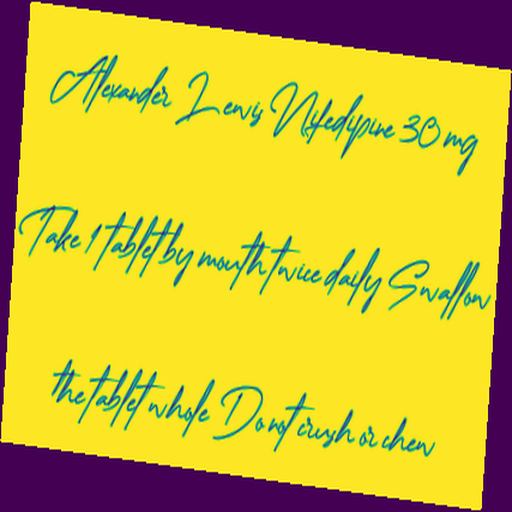 Alexander Lewis Nifedipine 30 mg
Take 1 tablet by mouth twice daily Swallow
the tablet whole Do not crush or chew